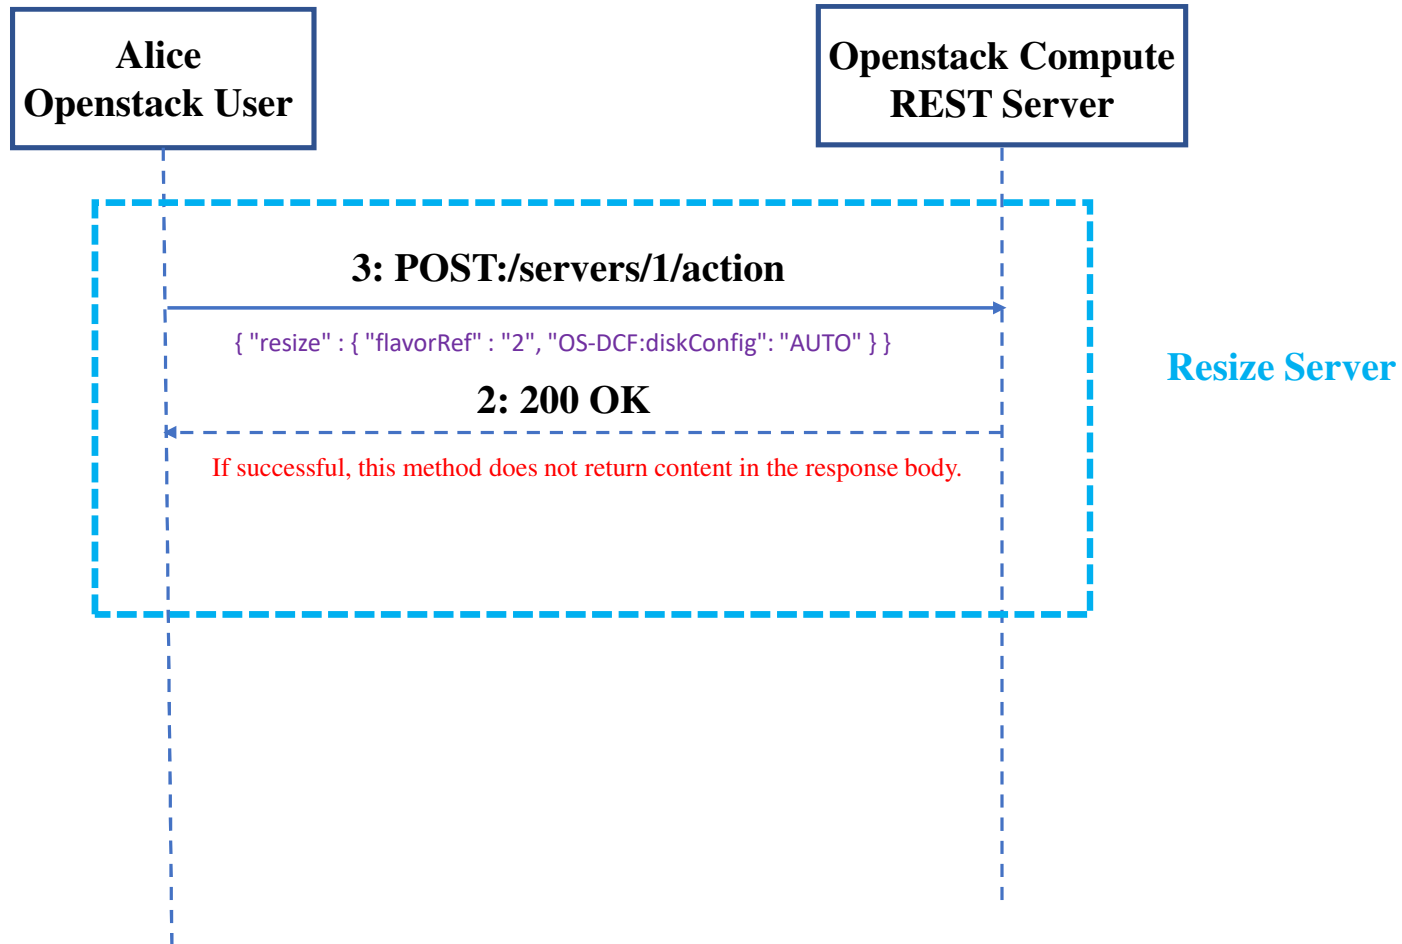 Alice
Openstack User
Openstack Compute
REST Server
3: POST:/servers/1/action
{ "resize" : { "flavorRef" : "2", "OS-DCF:diskConfig": "AUTO" } }
Resize Server
2: 200 OK
If successful, this method does not return content in the response body.